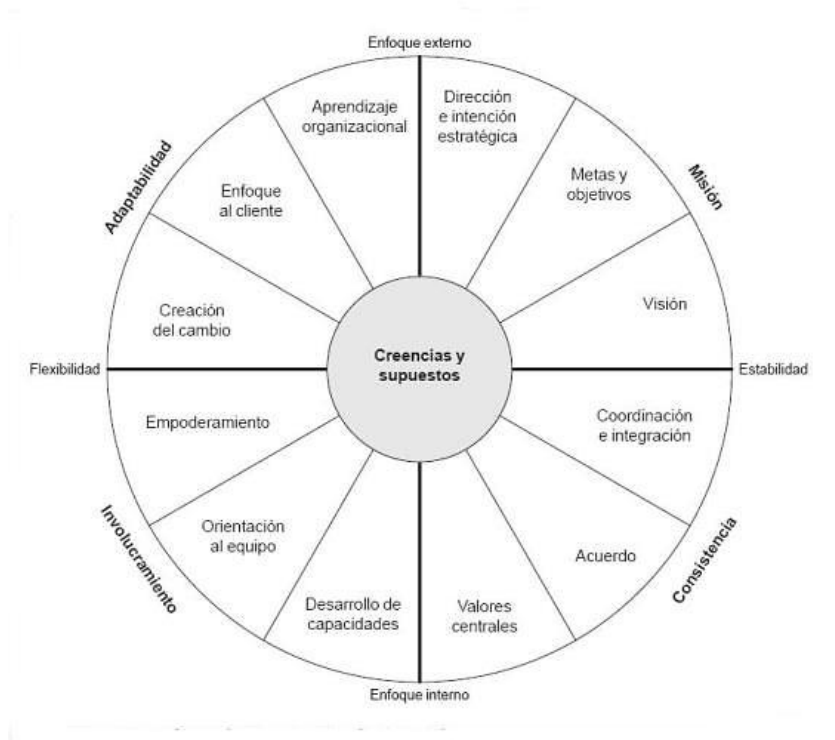 Enfoque externo
Aprendizaje
organizacional
Dirección
e intención
estratégica
Adaptabilidad
Misión
Enfoque
al cliente
Metas y
objetivos
Creación
del cambio
Visión
Flexibilidad
Creencias y
supuestos
Estabilidad
Empoderamiento
Coordinación
e integración
Involucramiento
Orientación
al equipo
Acuerdo
Consistencia
Desarrollo de
capacidades
Valores
centrales
Enfoque interno